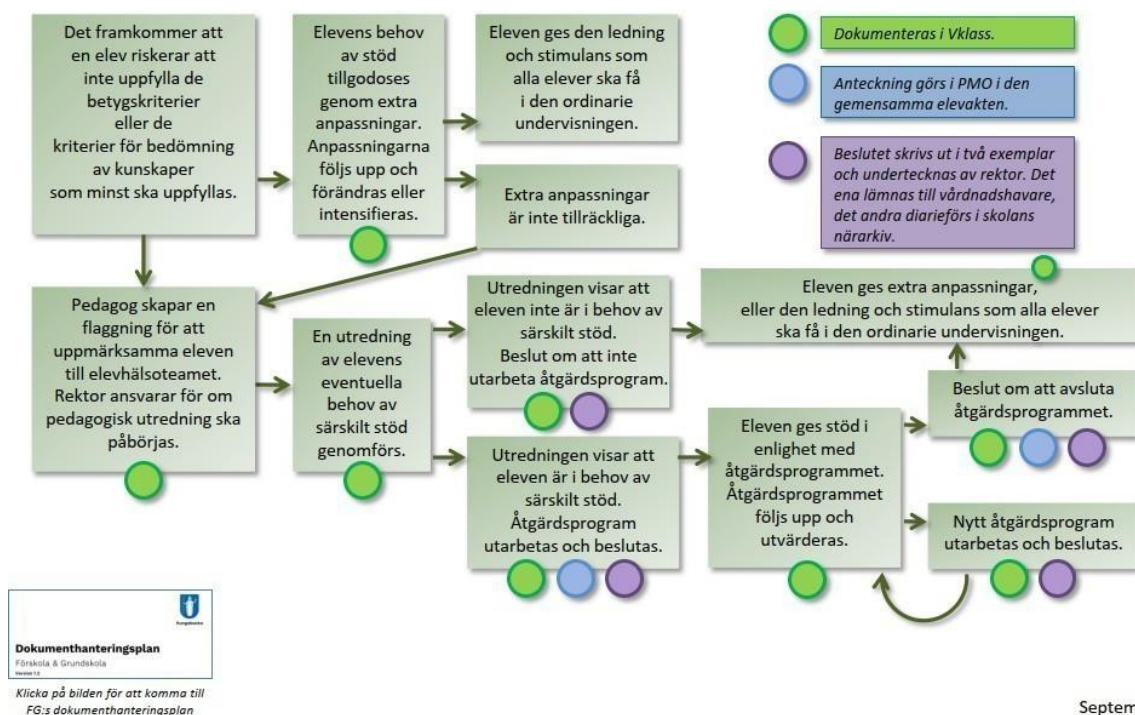 Det framkommer att
en elev riskerar att
inte uppfylla de
betygskriterier
eller de
kriterier för bedömning
av kunskaper
som minst ska uppfyllas.
Elevens behov
av stöd
tillgodoses
genom extra
anpassningar.
Anpassningarna
följs upp och
förändras eller
intensifieras.
Eleven ges den ledning
och stimulans som
alla elever ska få
i den ordinarie
undervisningen.
Extra anpassningar
är inte tillräckliga.
Dokumenteras i Vklass.
Anteckning görs i PMO i den
gemensamma elevakten.
Beslutet skrivs ut i två exemplar
och undertecknas av rektor. Det
ena lämnas till vårdnadshavare,
det andra diarieförs i skolans
närarkiv.
Pedagog skapar en
flaggning för att
uppmärksamma eleven
till elevhälsoteamet.
Rektor ansvarar för om
pedagogisk utredning ska
påbörjas.
En utredning
av elevens
eventuella
behov av
särskilt stöd
genomförs.
Utredningen visar att
eleven inte är i behov av
särskilt stöd.
Beslut om att inte
utarbeta åtgärdsprogram.
Eleven ges extra anpassningar,
eller den ledning och stimulans som alla elever
ska få i den ordinarie undervisningen.
Utredningen visar att
eleven är i behov av
särskilt stöd.
Åtgärdsprogram
utarbetas och beslutas.
Eleven ges stöd i
enlighet med
åtgärdsprogrammet.
Åtgärdsprogrammet
följs upp och
utvärderas.
Beslut om att avsluta
åtgärdsprogrammet.
Nytt åtgärdsprogram
utarbetas och beslutas.
Kungsbacka
Dokumenthanteringsplan
Förskola & Grundskola
Version 1.0
Klicka på bilden för att komma till
FG:s dokumenthanteringsplan
Septem